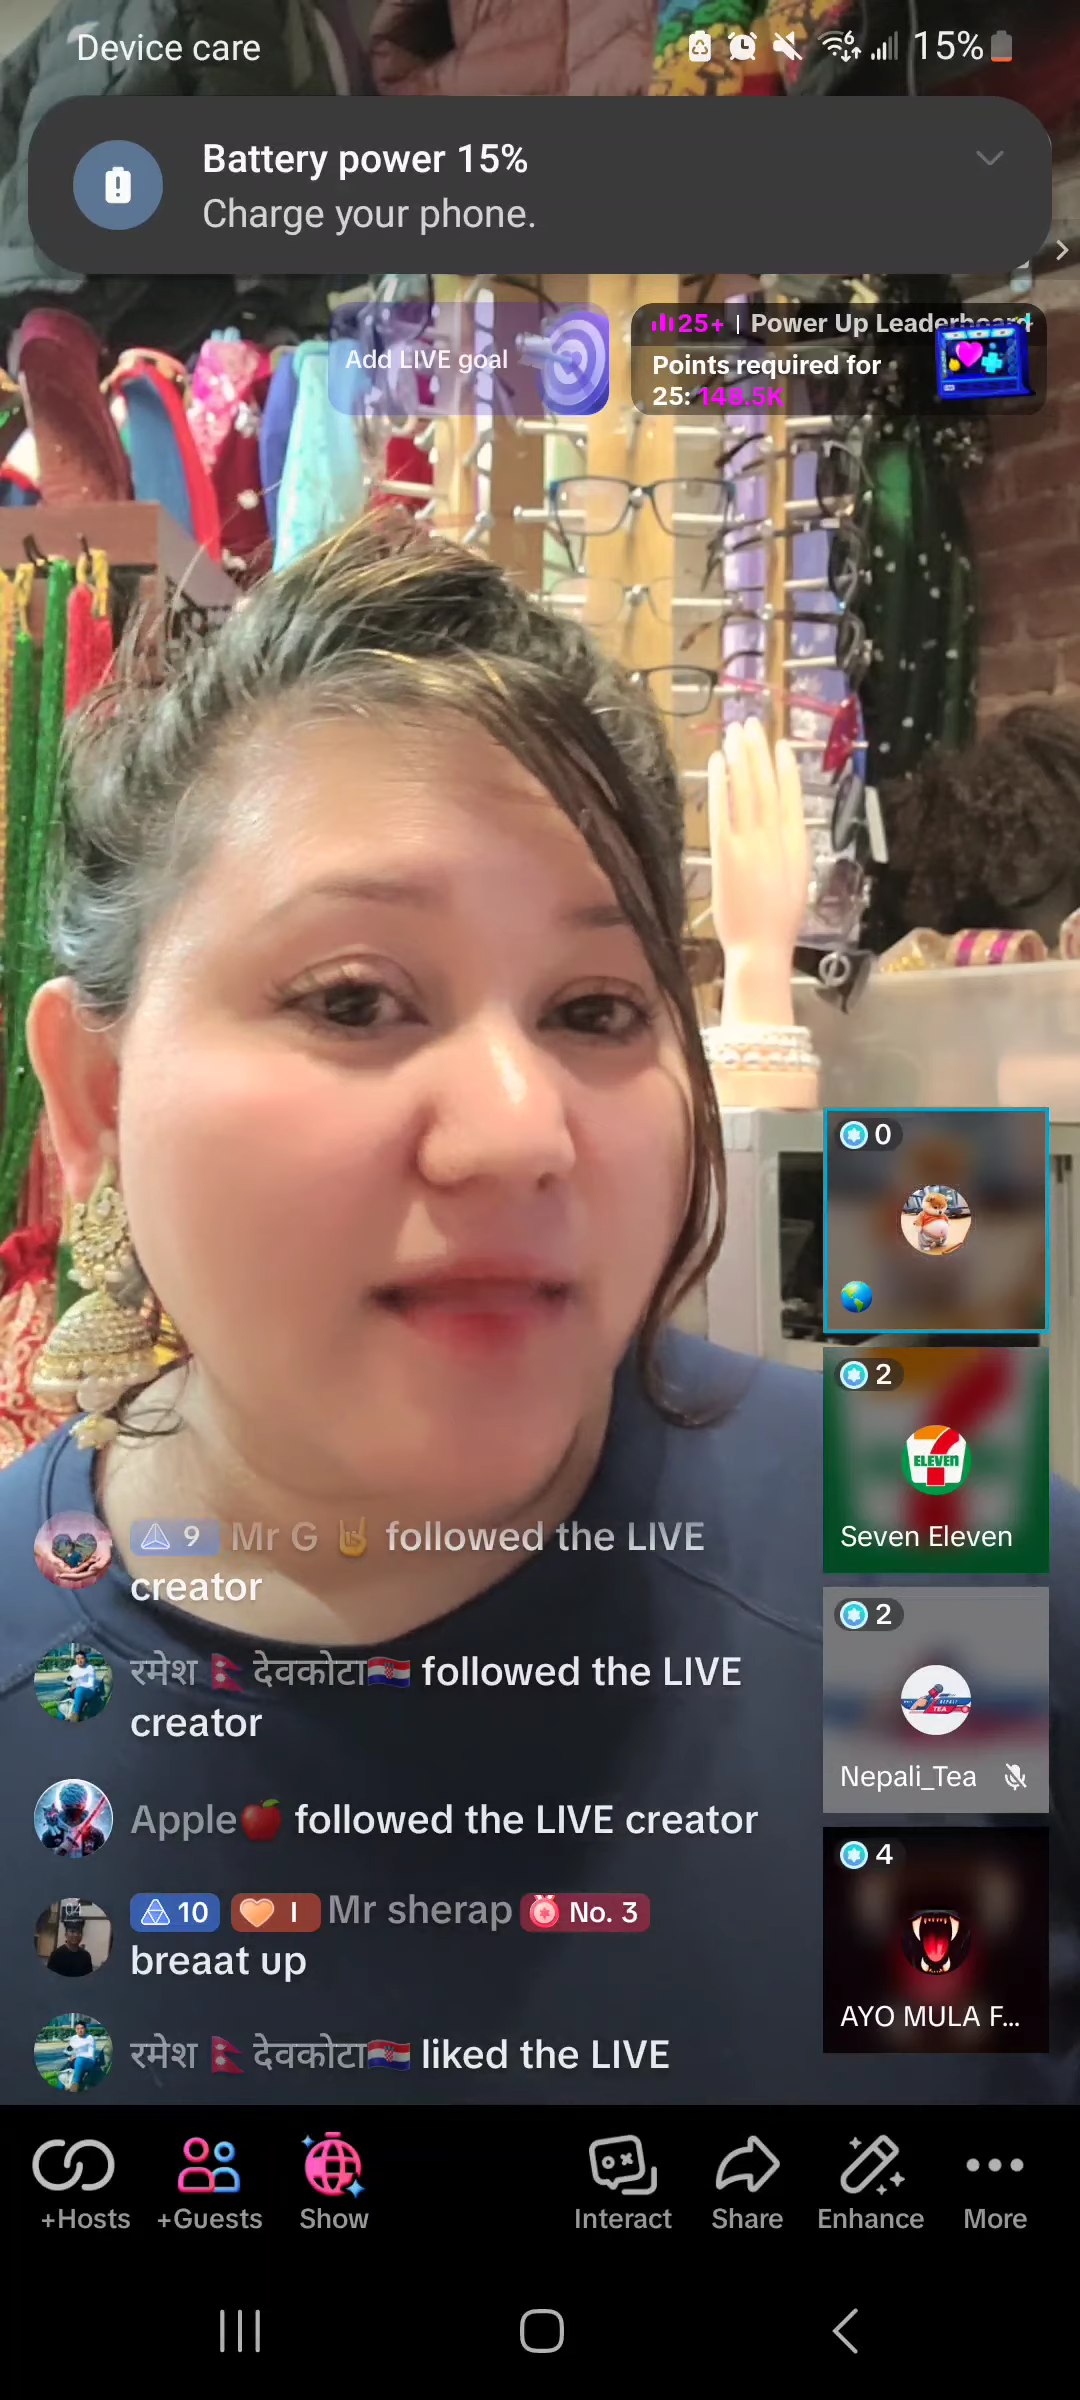 Device care
15%
Battery power 15%
Charge your phone.
Add LIVE goal
25+ | Power Up Leaderboard
Points required for
25: 148.5K
0
2
ELEVEN
Seven Eleven
9 Mr G 🤘 followed the LIVE
creator
2
TEA
Nepali_Tea
रमेश 🇳🇵 देवकोटा🇭🇷 followed the LIVE
creator
Apple🍎 followed the LIVE creator
4
AYO MULA F...
10 I Mr sherap No. 3
breaat up
रमेश 🇳🇵 देवकोटा🇭🇷 liked the LIVE
+Hosts +Guests Show Interact Share Enhance More